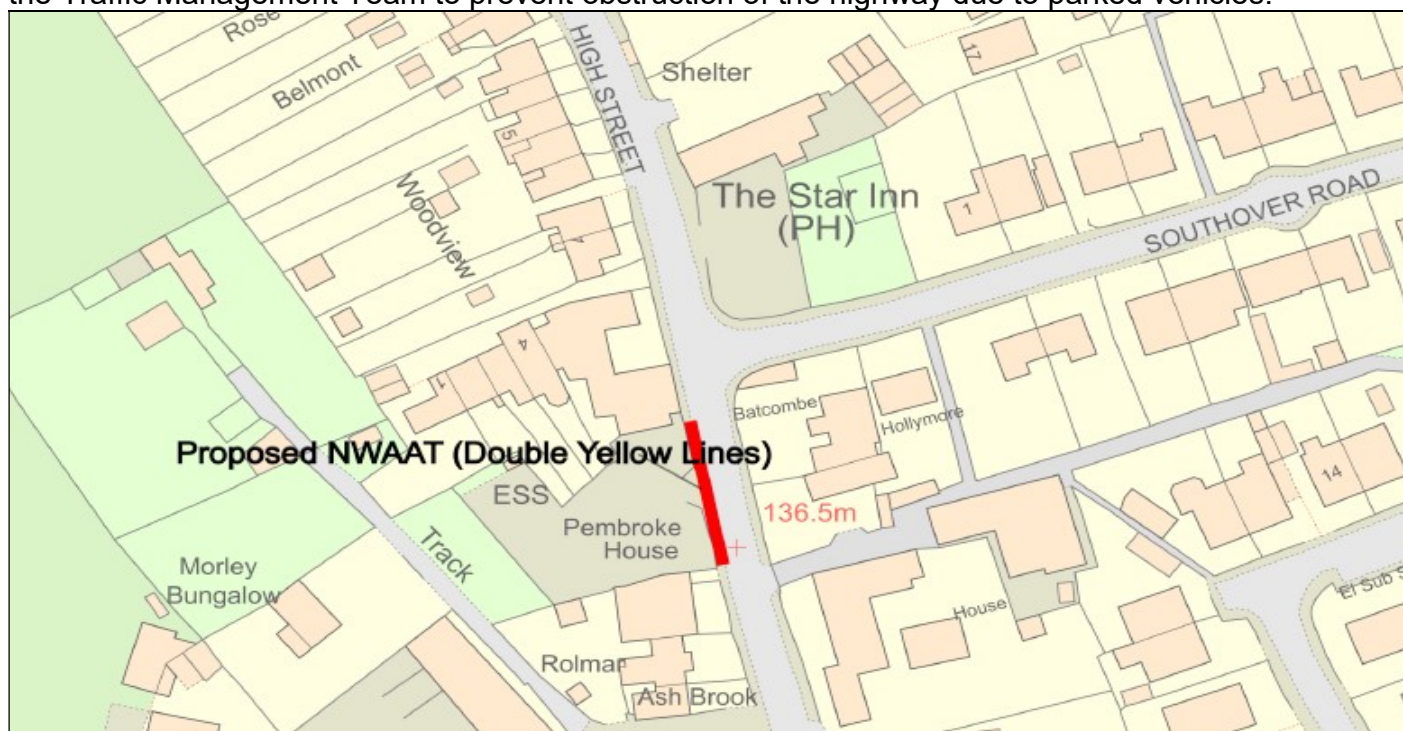 the Traffic Management Team to prevent obstruction of the highway due to parked vehicles.
Rose
Belmont
HIGH STREET
Shelter
17
5
Woodview
The Star Inn
(PH)
1
SOUTHOVER ROAD
7
4
1
Batcombe
Hollymore
Proposed NWAAT (Double Yellow Lines)
ESS
136.5m
14
Pembroke
House
Track
Morley
Bungalow
El Sub S
House
Rolmar
Ash Brook